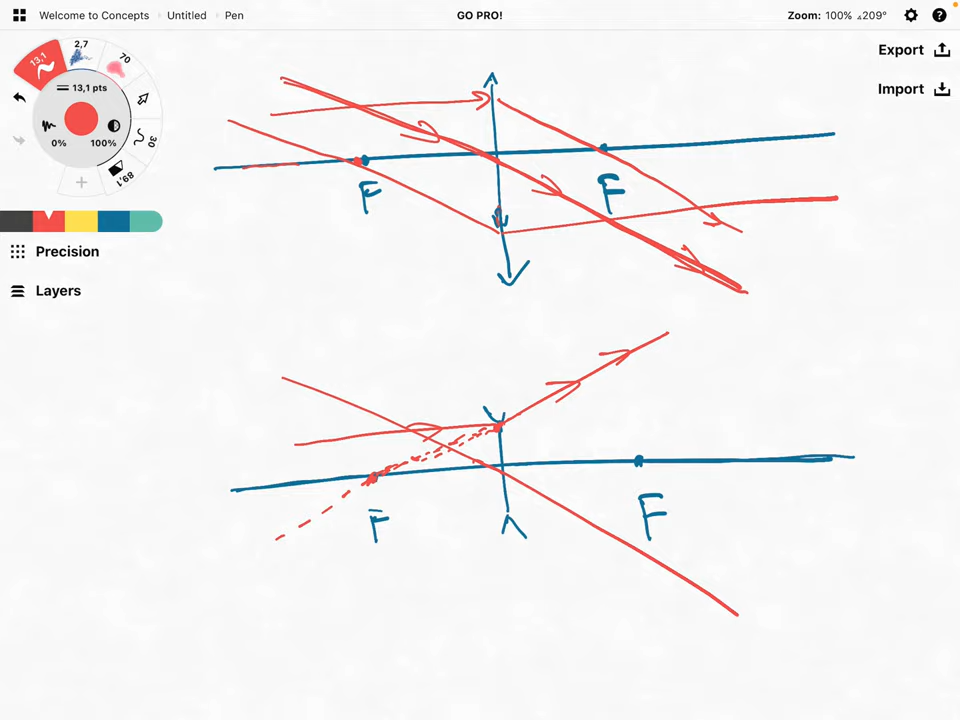 Welcome to Concepts › Untitled › Pen
GO PRO!
Zoom: 100% ⊿209°
Export
Import
13,1
2,7
70
13,1 pts
0%
100%
30
89,1
Precision
Layers
F
F
F
F